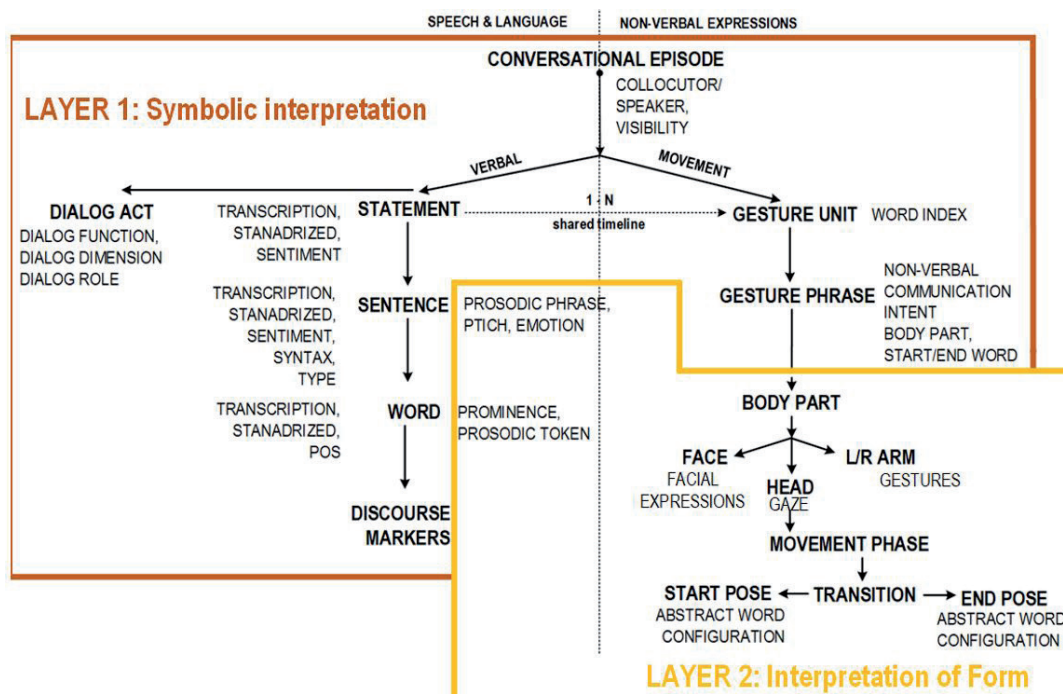 SPEECH & LANGUAGE
NON-VERBAL EXPRESSIONS
CONVERSATIONAL EPISODE
COLLOCUTOR/
SPEAKER,
VISIBILITY
LAYER 1: Symbolic interpretation
VERBAL
MOVEMENT
DIALOG ACT
DIALOG FUNCTION,
DIALOG DIMENSION
DIALOG ROLE
TRANSCRIPTION,
STANADRIZED,
SENTIMENT
STATEMENT
1 - N
shared timeline
GESTURE UNIT
WORD INDEX
TRANSCRIPTION,
STANADRIZED,
SENTIMENT,
SYNTAX,
TYPE
SENTENCE
PROSODIC PHRASE,
PTICH, EMOTION
GESTURE PHRASE
NON-VERBAL
COMMUNICATION
INTENT
BODY PART,
START/END WORD
TRANSCRIPTION,
STANADRIZED,
POS
WORD
PROMINENCE,
PROSODIC TOKEN
DISCOURSE
MARKERS
BODY PART
FACE
FACIAL
EXPRESSIONS
HEAD
GAZE
L/R ARM
GESTURES
MOVEMENT PHASE
START POSE
ABSTRACT WORD
CONFIGURATION
TRANSITION
END POSE
ABSTRACT WORD
CONFIGURATION
LAYER 2: Interpretation of Form